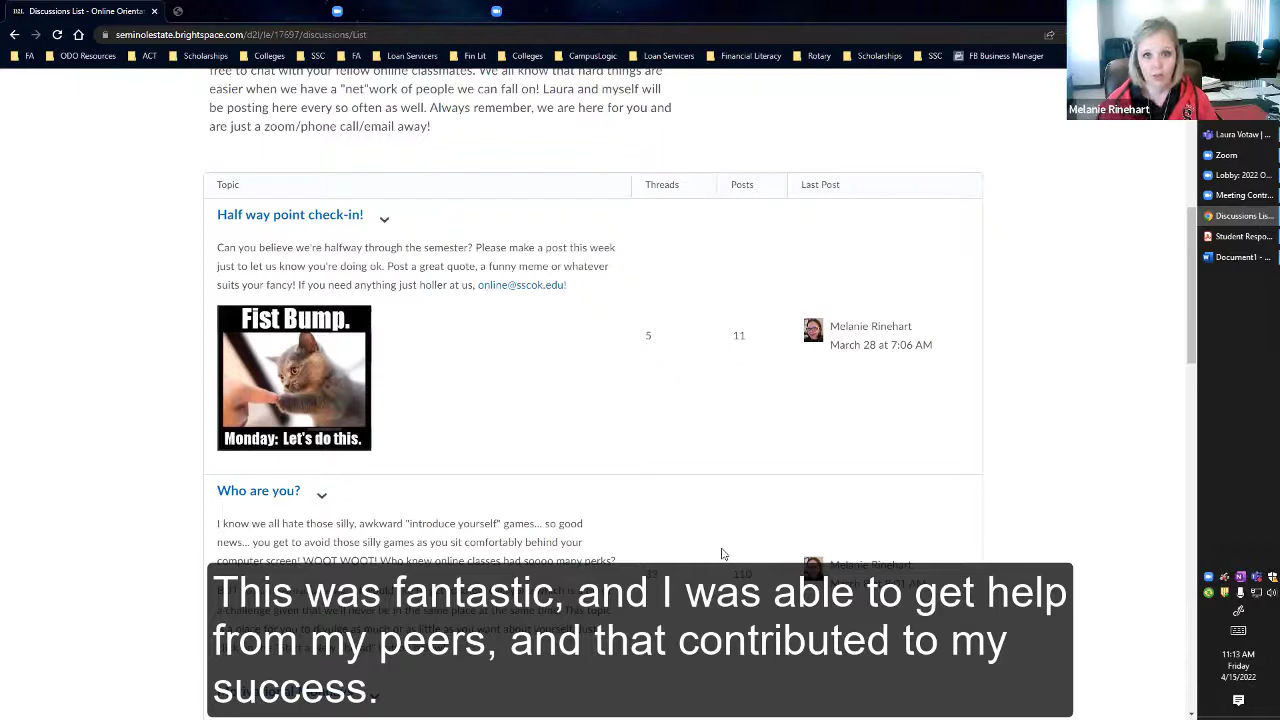 Discussions List - Online Orienta
seminolestate.brightspace.com/d2l/le/17697/discussions/List
FA ODO Resources ACT Scholarships Colleges SSC FA Loan Services Fin Lit Colleges CampusLogic Loan Services Financial Literacy Rotary Scholarships SSC FB Business Manager
free to chat with your fellow online classmates. We all know that hard things are
easier when we have a "net"work of people we can fall on! Laura and myself will
be posting here every so often as well. Always remember, we are here for you and
are just a zoom/phone call/email away!
Melanie Rinehart
Laura Votaw | ...
Zoom
Lobby: 2022 O...
Meeting Contr...
Discussions Lis...
Student Respo...
Document1 - ...
Topic Threads Posts Last Post
Half way point check-in!
Can you believe we're halfway through the semester? Please make a post this week
just to let us know you're doing ok. Post a great quote, a funny meme or whatever
suits your fancy! If you need anything just holler at us, online@sscok.edu!
Fist Bump.
Monday: Let's do this.
5 11
Melanie Rinehart
March 28 at 7:06 AM
Who are you?
I know we all hate those silly, awkward "introduce yourself" games... so good
news... you get to avoid those silly games as you sit comfortably behind your
computer screen! WOOT WOOT! Who knew online classes had soooo many perks?
110
Melanie Rinehart
This was fantastic, and I was able to get help
from my peers, and that contributed to my
success.
11:13 AM
Friday
4/15/2022